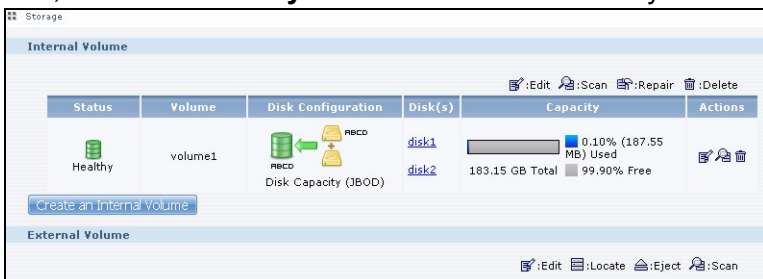 Storage
Internal Volume
:Edit :Scan :Repair :Delete
Status Volume Disk Configuration Disk(s) Capacity Actions
Healthy volume1 ABCD ABCD Disk Capacity (JBOD) disk1 disk2 183.15 GB Total 0.10% (187.55 MB) Used 99.90% Free
Create an Internal Volume
External Volume
:Edit :Locate :Eject :Scan